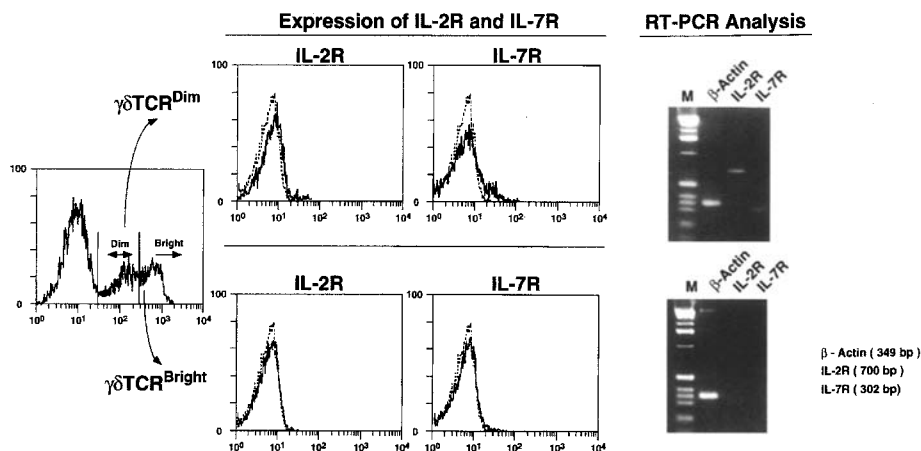 Expression of IL-2R and IL-7R
RT-PCR Analysis
IL-2R
IL-7R
γδTCR^Dim
100
0
10^0 10^1 10^2 10^3 10^4
100
0
10^0 10^1 10^2 10^3 10^4
M
β-Actin
IL-2R
IL-7R
100
0
Dim
Bright
10^0 10^1 10^2 10^3 10^4
γδTCR^Bright
IL-2R
IL-7R
100
0
10^0 10^1 10^2 10^3 10^4
100
0
10^0 10^1 10^2 10^3 10^4
M
β-Actin
IL-2R
IL-7R
β - Actin ( 349 bp )
IL-2R ( 700 bp )
IL-7R ( 302 bp)